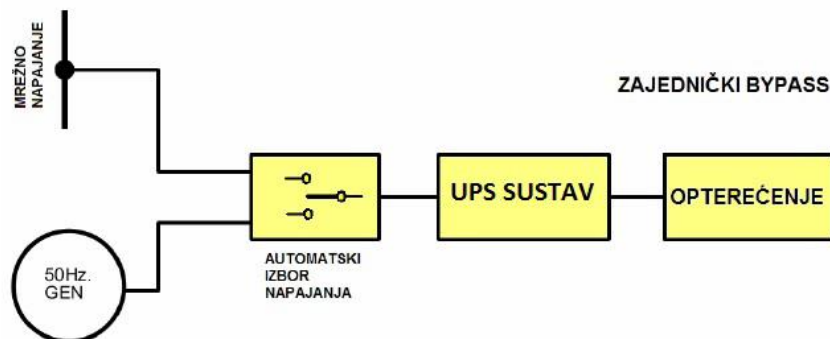 MREŽNO
NAPAJANJE
ZAJEDNIČKI BYPASS
UPS SUSTAV
OPTEREĆENJE
AUTOMATSKI
IZBOR
NAPAJANJA
50Hz.
GEN